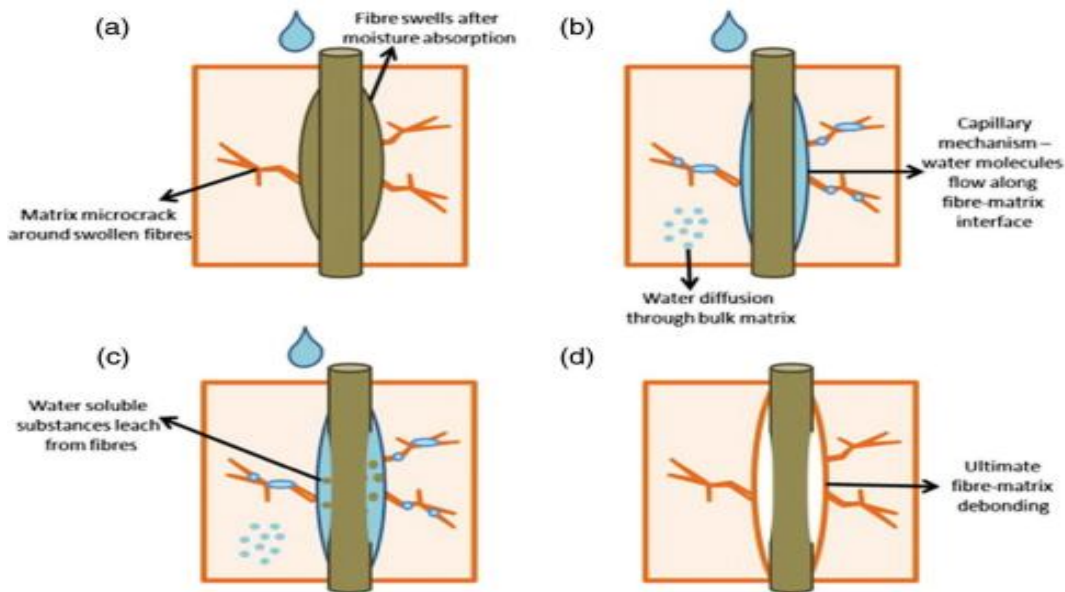 (a)
Fibre swells after
moisture absorption
Matrix microcrack
around swollen fibres
(b)
Capillary
mechanism –
water molecules
flow along
fibre-matrix
interface
Water diffusion
through bulk matrix
(c)
Water soluble
substances leach
from fibres
(d)
Ultimate
fibre-matrix
debonding